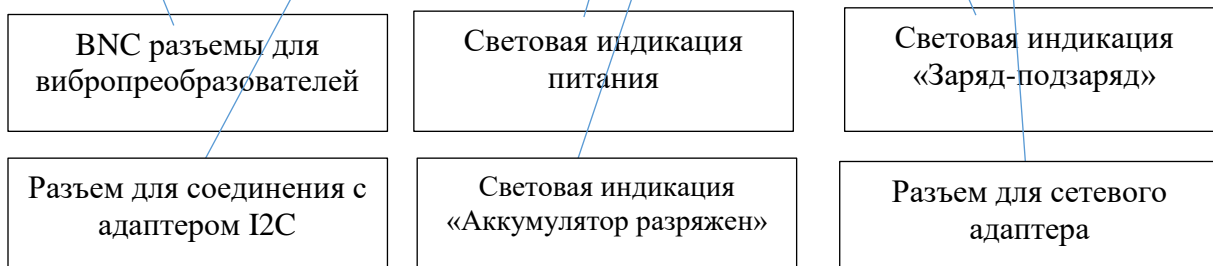 BNC разъемы для
вибропреобразователей
Световая индикация
питания
Световая индикация
«Заряд-подзаряд»
Разъем для соединения с
адаптером I2C
Световая индикация
«Аккумулятор разряжен»
Разъем для сетевого
адаптера